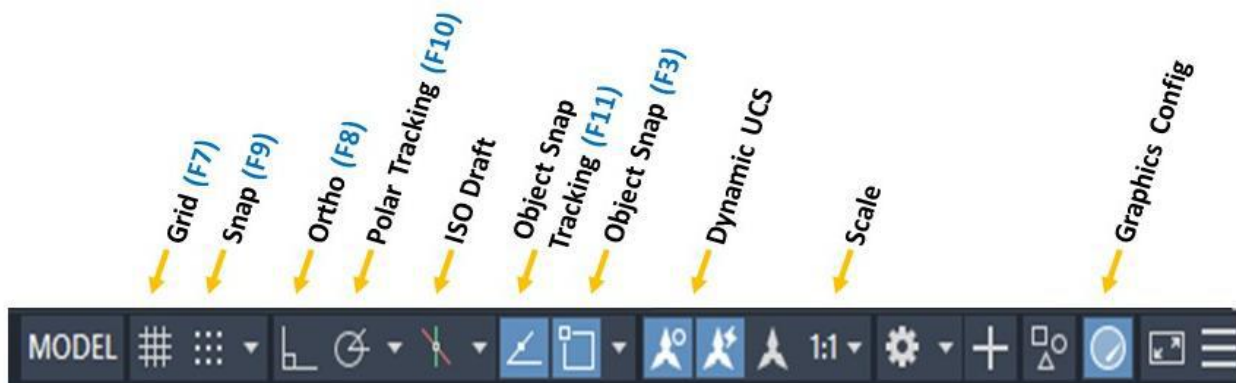 Grid (F7)
Snap (F9)
Ortho (F8)
Polar Tracking (F10)
ISO Draft
Object Snap
Tracking (F11)
Object Snap (F3)
Dynamic UCS
Scale
Graphics Config
MODEL
1:1